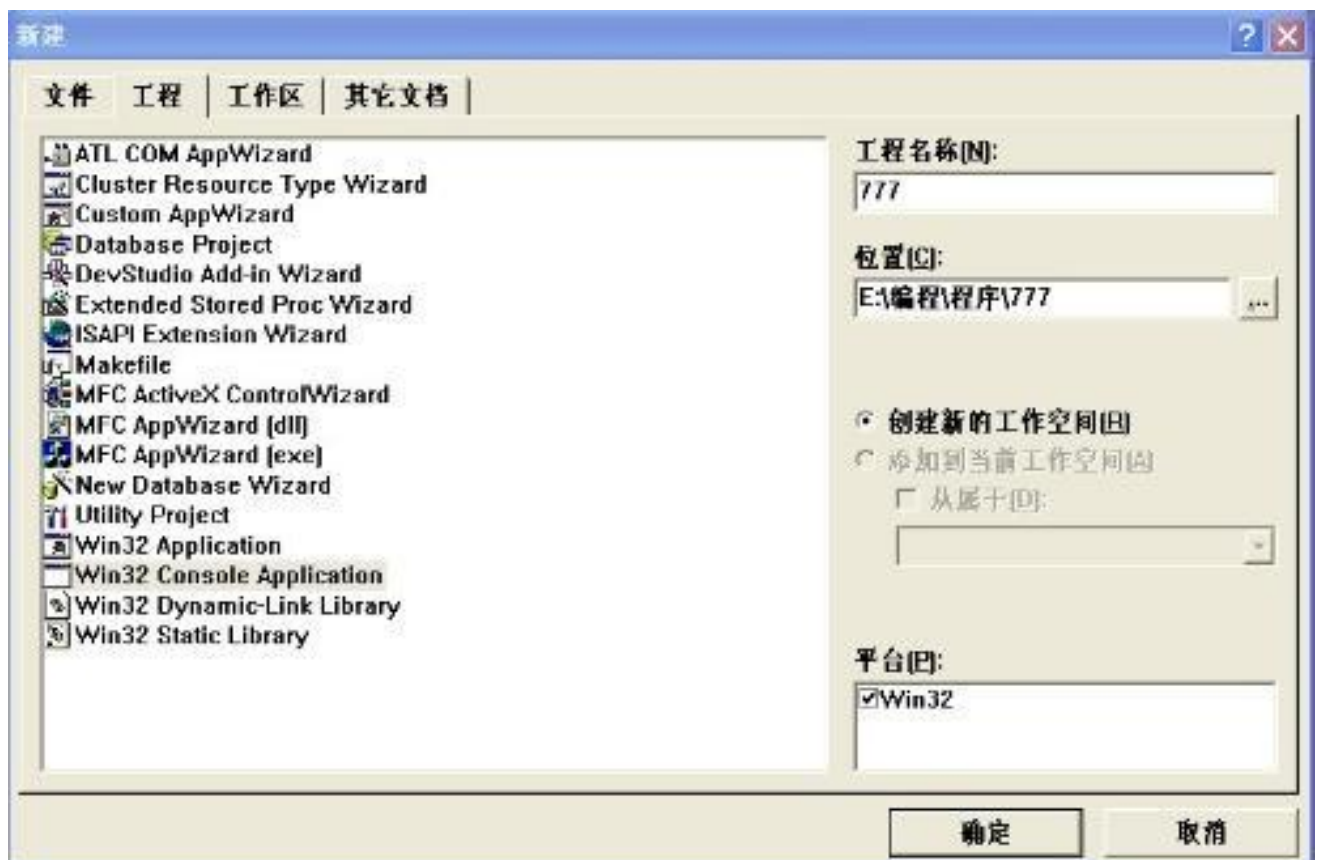 新建
文件 工程 工作区 其它文档
ATL COM AppWizard
Cluster Resource Type Wizard
Custom AppWizard
Database Project
DevStudio Add-in Wizard
Extended Stored Proc Wizard
ISAPI Extension Wizard
Makefile
MFC ActiveX ControlWizard
MFC AppWizard (dll)
MFC AppWizard (exe)
New Database Wizard
Utility Project
Win32 Application
Win32 Console Application
Win32 Dynamic-Link Library
Win32 Static Library
工程名称(N):
777
位置(C):
E:\编程\程序\777
...
创建新的工作空间(R)
添加到当前工作空间(A)
从属于(D):
平台(P):
Win32
确定 取消